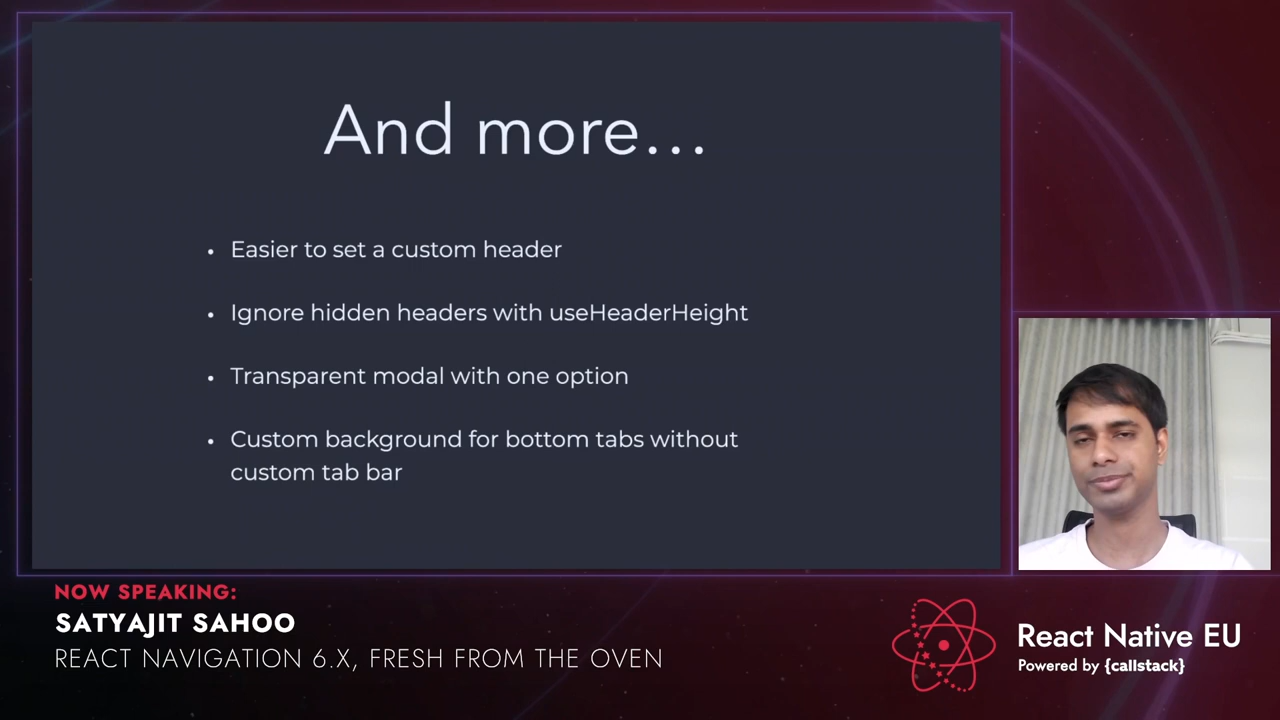 And more…
• Easier to set a custom header
• Ignore hidden headers with useHeaderHeight
• Transparent modal with one option
• Custom background for bottom tabs without
custom tab bar
NOW SPEAKING:
SATYAJIT SAHOO
REACT NAVIGATION 6.X, FRESH FROM THE OVEN
React Native EU
Powered by {callstack}